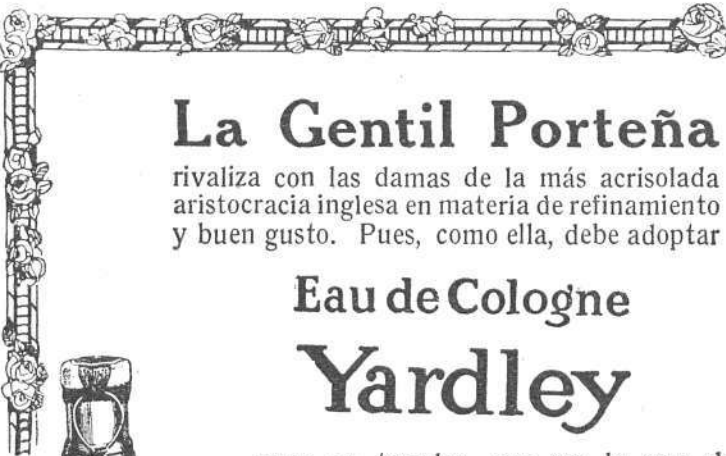 La Gentil Porteña
rivaliza con las damas de la más acrisolada
aristocracia inglesa en materia de refinamiento
y buen gusto. Pues, como ella, debe adoptar
Eau de Cologne
Yardley